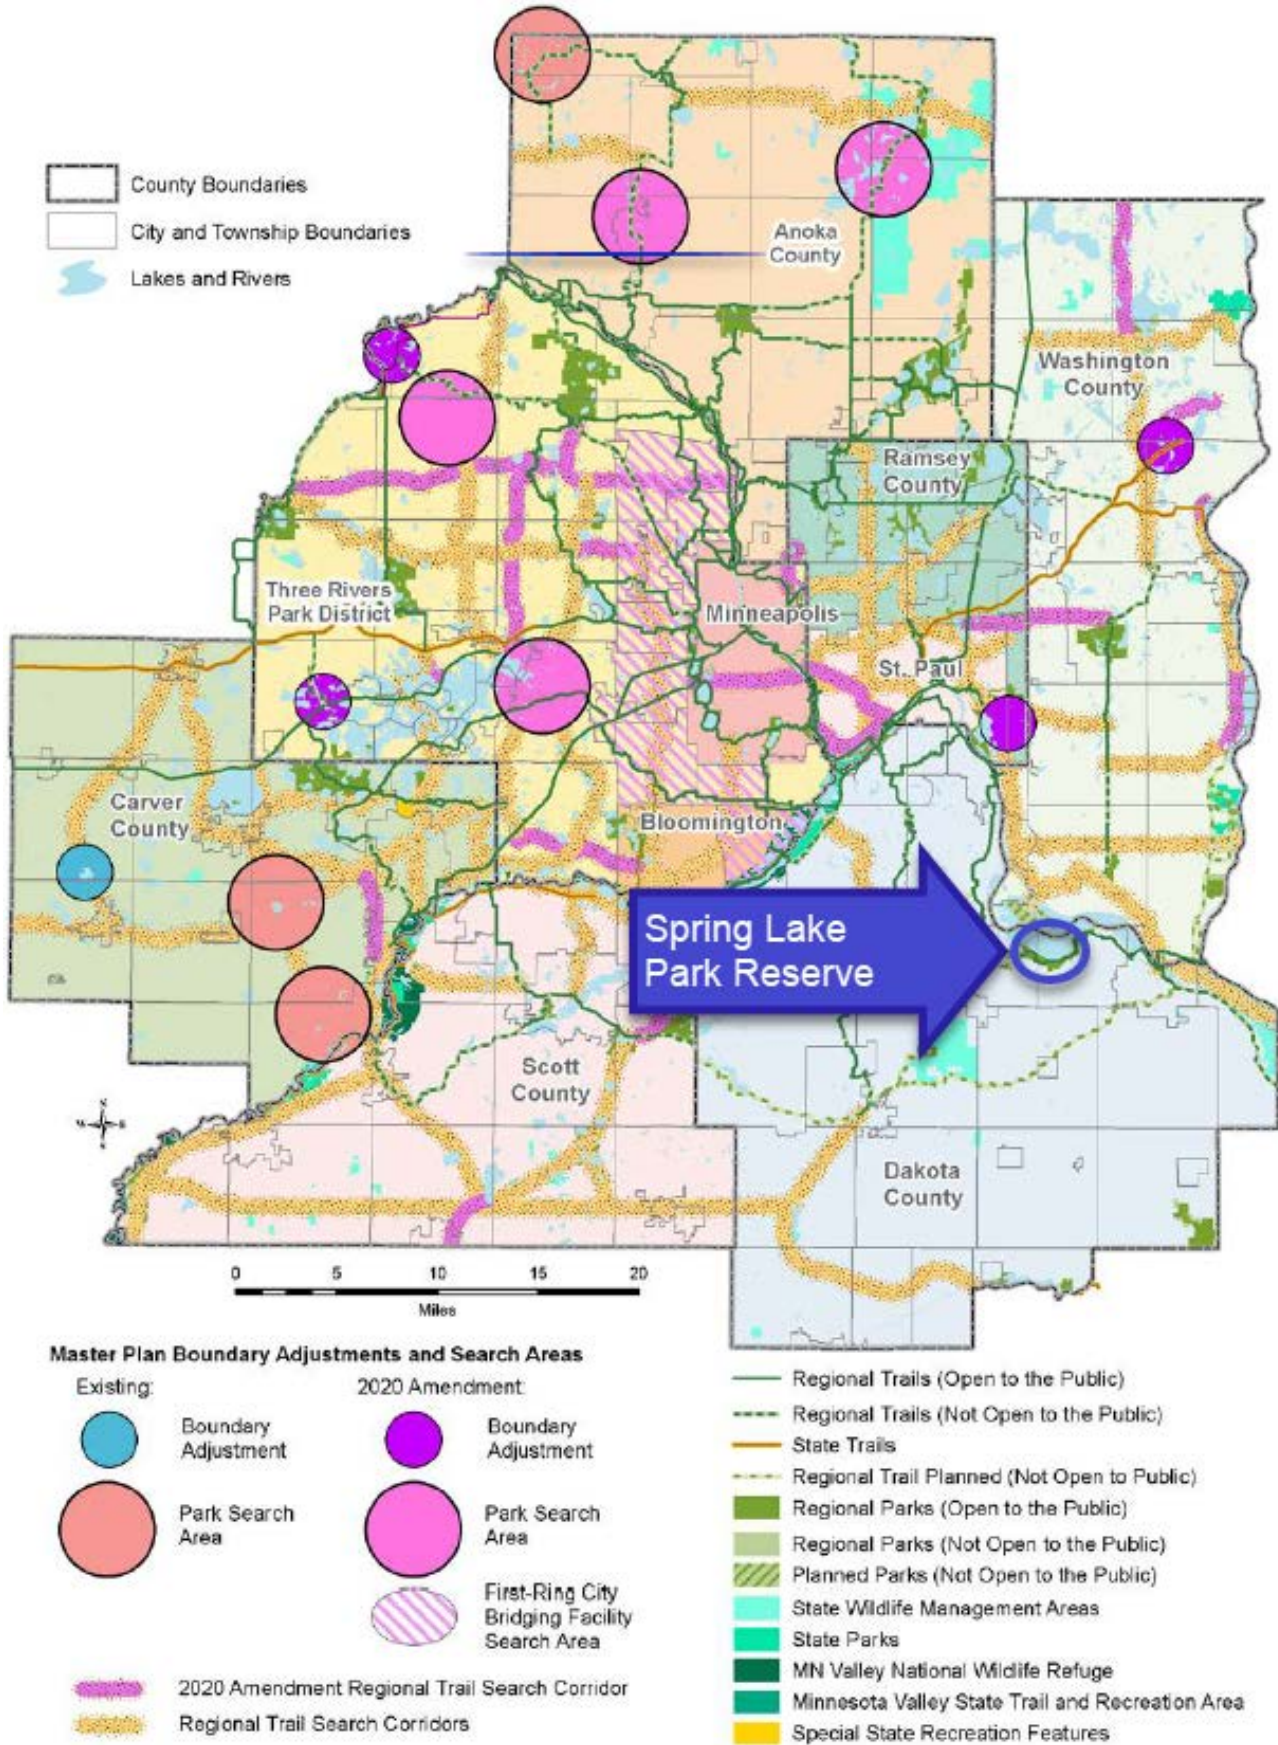 County Boundaries
City and Township Boundaries
Lakes and Rivers
Anoka
County
Washington
County
Ramsey
County
Three Rivers
Park District
Minneapolis
St. Paul
Carver
County
Bloomington
Spring Lake
Park Reserve
Scott
County
Dakota
County
0 5 10 15 20
Miles
Master Plan Boundary Adjustments and Search Areas
Existing:
Boundary
Adjustment
Park Search
Area
2020 Amendment:
Boundary
Adjustment
Park Search
Area
First-Ring City
Bridging Facility
Search Area
2020 Amendment Regional Trail Search Corridor
Regional Trail Search Corridors
Regional Trails (Open to the Public)
Regional Trails (Not Open to the Public)
State Trails
Regional Trail Planned (Not Open to Public)
Regional Parks (Open to the Public)
Regional Parks (Not Open to the Public)
Planned Parks (Not Open to the Public)
State Wildlife Management Areas
State Parks
MN Valley National Wildlife Refuge
Minnesota Valley State Trail and Recreation Area
Special State Recreation Features